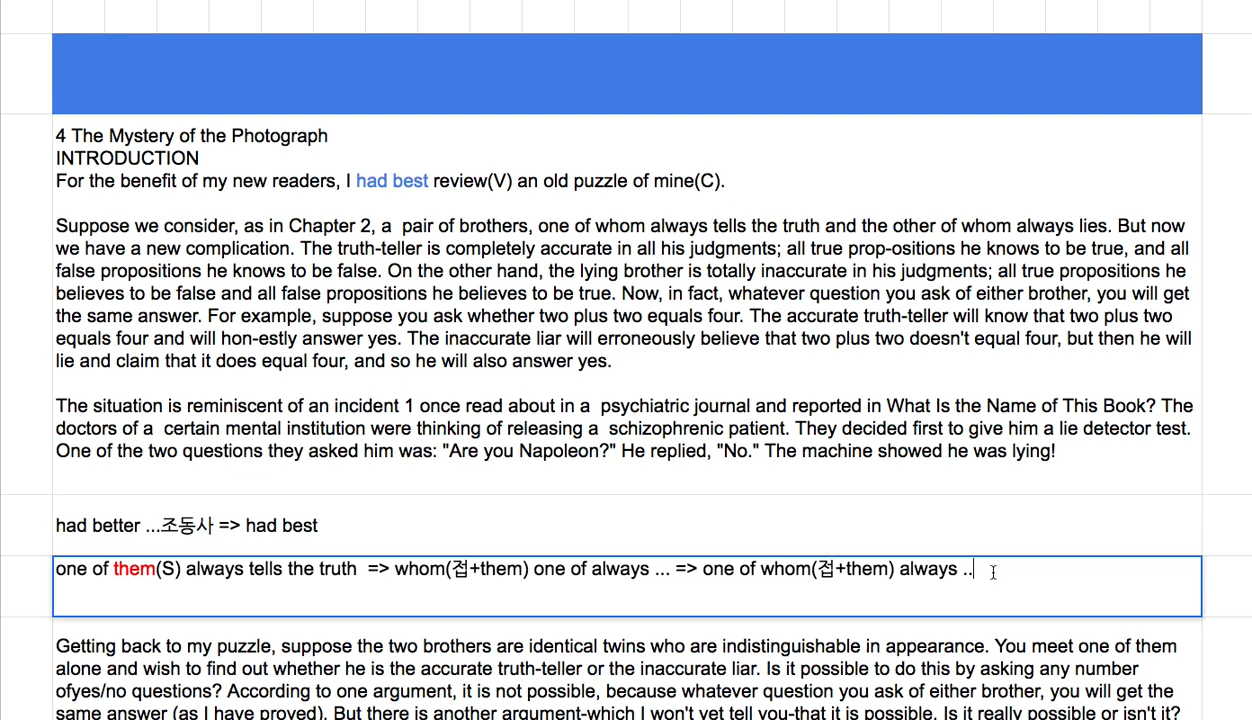 4 The Mystery of the Photograph
INTRODUCTION
For the benefit of my new readers, I had best review(V) an old puzzle of mine(C).
Suppose we consider, as in Chapter 2, a  pair of brothers, one of whom always tells the truth and the other of whom always lies. But now
we have a new complication. The truth-teller is completely accurate in all his judgments; all true prop-ositions he knows to be true, and all
false propositions he knows to be false. On the other hand, the lying brother is totally inaccurate in his judgments; all true propositions he
believes to be false and all false propositions he believes to be true. Now, in fact, whatever question you ask of either brother, you will get
the same answer. For example, suppose you ask whether two plus two equals four. The accurate truth-teller will know that two plus two
equals four and will hon-estly answer yes. The inaccurate liar will erroneously believe that two plus two doesn't equal four, but then he will
lie and claim that it does equal four, and so he will also answer yes.
The situation is reminiscent of an incident 1 once read about in a  psychiatric journal and reported in What Is the Name of This Book? The
doctors of a  certain mental institution were thinking of releasing a  schizophrenic patient. They decided first to give him a lie detector test.
One of the two questions they asked him was: "Are you Napoleon?" He replied, "No." The machine showed he was lying!
had better ...조동사 => had best
one of them(S) always tells the truth  => whom(접+them) one of always ... => one of whom(접+them) always ..
Getting back to my puzzle, suppose the two brothers are identical twins who are indistinguishable in appearance. You meet one of them
alone and wish to find out whether he is the accurate truth-teller or the inaccurate liar. Is it possible to do this by asking any number
ofyes/no questions? According to one argument, it is not possible, because whatever question you ask of either brother, you will get the
same answer (as I have proved). But there is another argument-which I won't yet tell you-that it is possible. Is it really possible or isn't it?